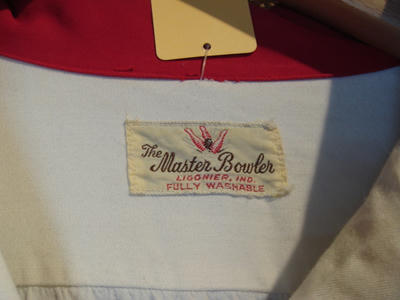 The Master Bowler
LIGONIER, IND.
FULLY WASHABLE